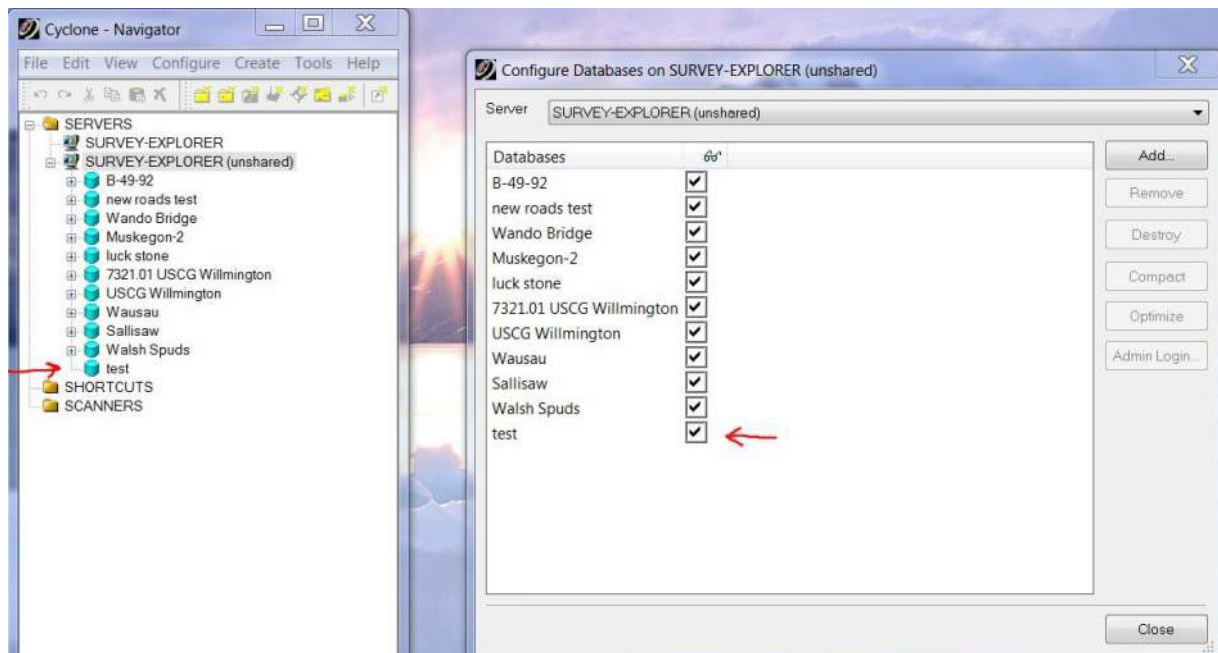 Cyclone - Navigator
File Edit View Configure Create Tools Help
SERVERS
SURVEY-EXPLORER
SURVEY-EXPLORER (unshared)
B-49-92
new roads test
Wando Bridge
Muskegon-2
luck stone
7321.01 USCG Willmington
USCG Willmington
Wausau
Sallisaw
Walsh Spuds
test
SHORTCUTS
SCANNERS
Configure Databases on SURVEY-EXPLORER (unshared)
Server SURVEY-EXPLORER (unshared)
Databases
B-49-92
new roads test
Wando Bridge
Muskegon-2
luck stone
7321.01 USCG Willmington
USCG Willmington
Wausau
Sallisaw
Walsh Spuds
test
Add...
Remove
Destroy
Compact
Optimize
Admin Login...
Close